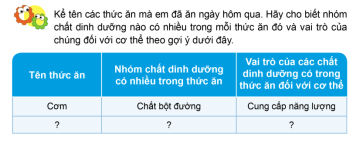 Kể tên các thức ăn mà em đã ăn ngày hôm qua. Hãy cho biết nhóm
chất dinh dưỡng nào có nhiều trong mỗi thức ăn đó và vai trò của
chúng đối với cơ thể theo gợi ý dưới đây.
Tên thức ăn
Nhóm chất dinh dưỡng
có nhiều trong thức ăn
Vai trò của các chất
dinh dưỡng có trong
thức ăn đối với cơ thể
Cơm
Chất bột đường
Cung cấp năng lượng
?
?
?